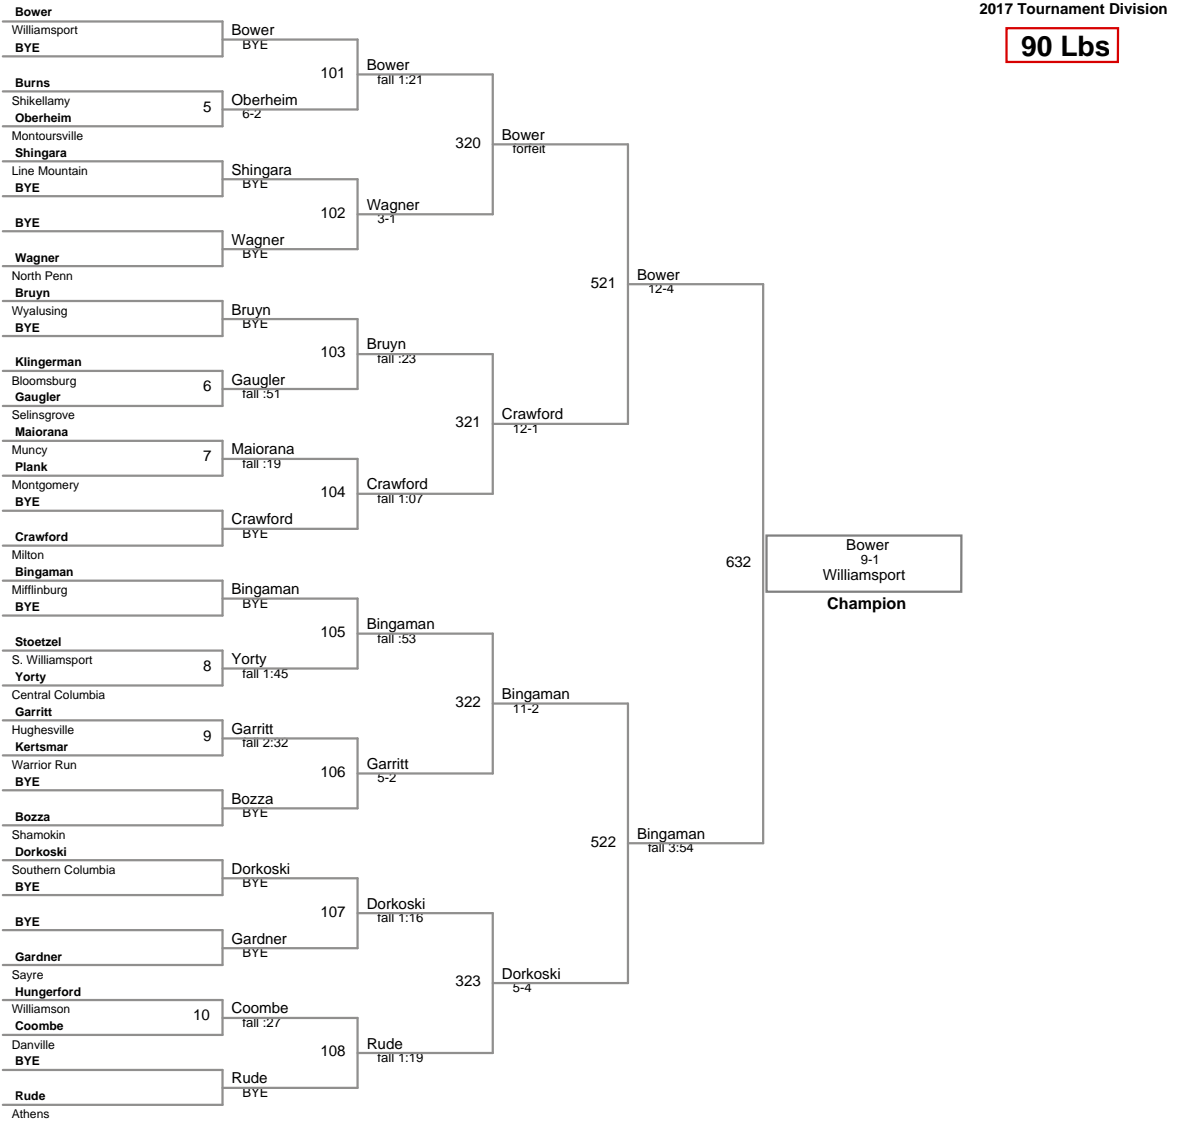 2017 Tournament Division
90 Lbs
Bower
Williamsport
BYE
Burns
Shikellamy
Oberheim
Montoursville
Shingara
Line Mountain
BYE
BYE
Wagner
North Penn
Bruyn
Wyalusing
BYE
Klingerman
Bloomsburg
Gaugler
Selinsgrove
Maiorana
Muncy
Plank
Montgomery
BYE
Crawford
Milton
Bingaman
Mifflinburg
BYE
Stoetzel
S. Williamsport
Yorty
Central Columbia
Garritt
Hughesville
Kertsmar
Warrior Run
BYE
Bozza
Shamokin
Dorkoski
Southern Columbia
BYE
BYE
Gardner
Sayre
Hungerford
Williamson
Coombe
Danville
BYE
Rude
Athens
5
6
7
8
9
10
Bower
BYE
Oberheim
6-2
Shingara
BYE
Wagner
BYE
Bruyn
BYE
Gaugler
fall :51
Maiorana
fall :19
Crawford
BYE
Bingaman
BYE
Yorty
fall 1:45
Garritt
fall 2:32
Bozza
BYE
Dorkoski
BYE
Gardner
BYE
Coombe
fall :27
Rude
BYE
101
102
103
104
105
106
107
108
Bower
fall 1:21
Wagner
3-1
Bruyn
fall :23
Crawford
fall 1:07
Bingaman
fall :53
Garritt
5-2
Dorkoski
fall 1:16
Rude
fall 1:19
320
321
322
323
Bower
forfeit
Crawford
12-1
Bingaman
11-2
Dorkoski
5-4
521
522
Bower
12-4
Bingaman
fall 3:54
632
Bower
9-1
Williamsport
Champion